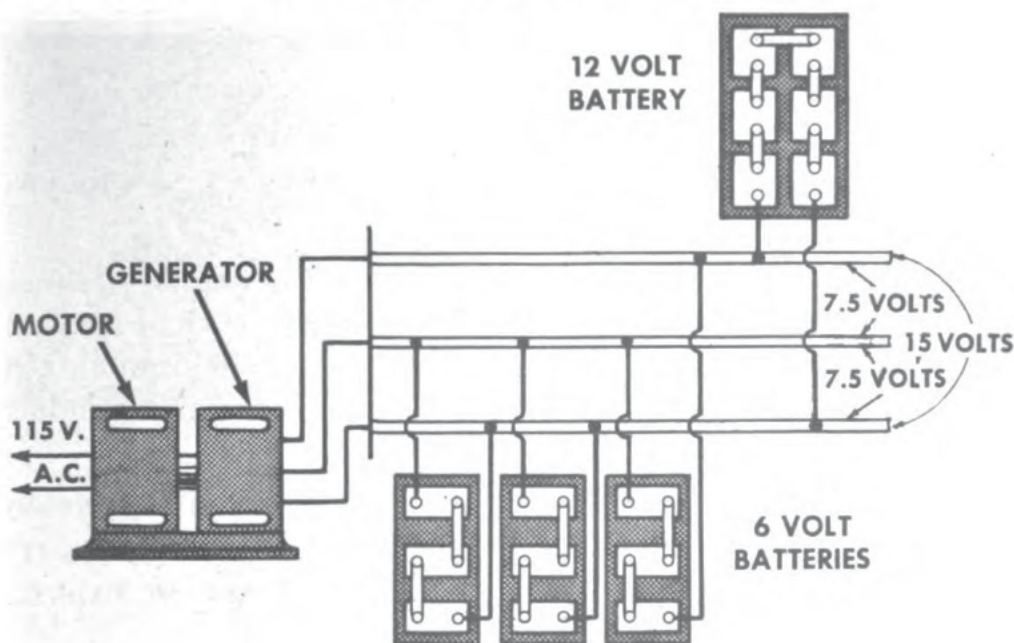 12 VOLT
BATTERY
GENERATOR
MOTOR
7.5 VOLTS
15 VOLTS
7.5 VOLTS
115 V.
A.C.
6 VOLT
BATTERIES